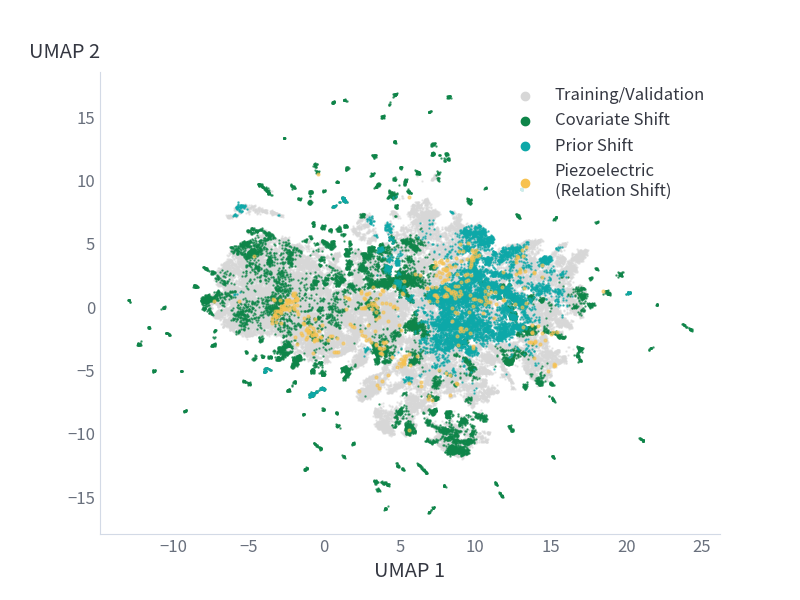 UMAP 2
Training/Validation
Covariate Shift
Prior Shift
Piezoelectric
(Relation Shift)
15
10
5
0
−5
−10
−15
−10 −5 0 5 10 15 20 25
UMAP 1